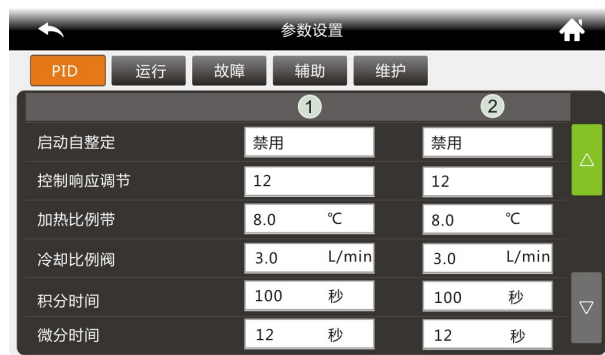 参数设置
PID 运行 故障 辅助 维护
1 2
启动自整定 禁用 禁用
控制响应调节 12 12
加热比例带 8.0 ℃ 8.0 ℃
冷却比例阀 3.0 L/min 3.0 L/min
积分时间 100 秒 100 秒
微分时间 12 秒 12 秒